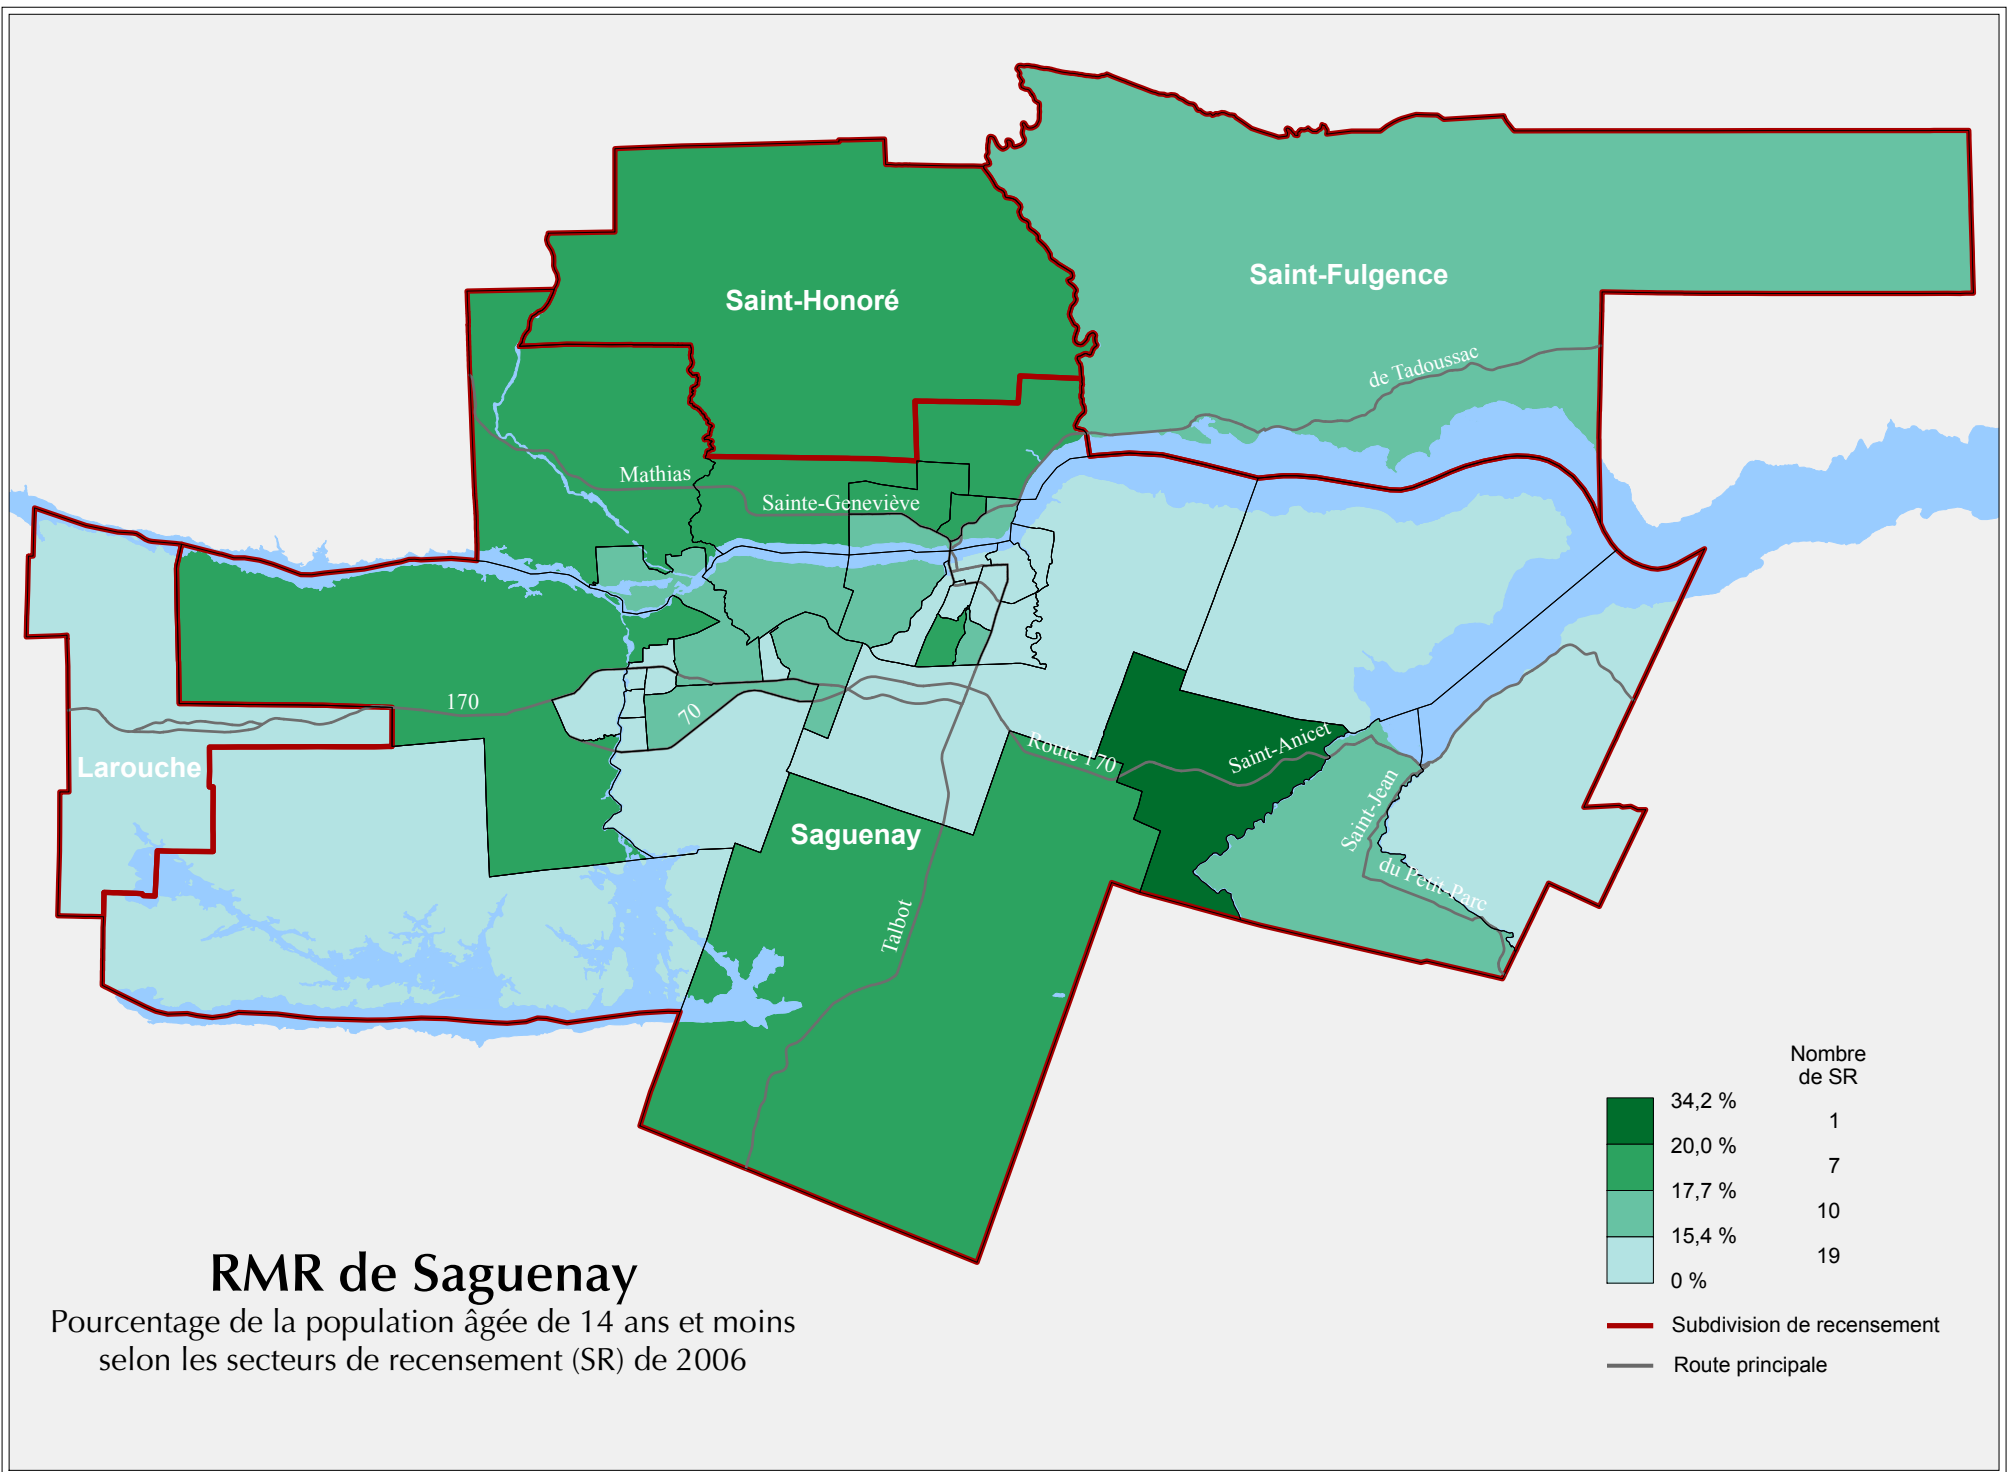 Saint-Fulgence
Saint-Honoré
de Tadoussac
Mathias
Sainte-Geneviève
170
70
Larouche
Route 170
Saint-Anicet
Saint-Jean
Saguenay
du Petit-Parc
Talbot
Nombre
de SR
34,2 %
1
20,0 %
7
17,7 %
10
15,4 %
19
0 %
Subdivision de recensement
Route principale
RMR de Saguenay
Pourcentage de la population âgée de 14 ans et moins
selon les secteurs de recensement (SR) de 2006